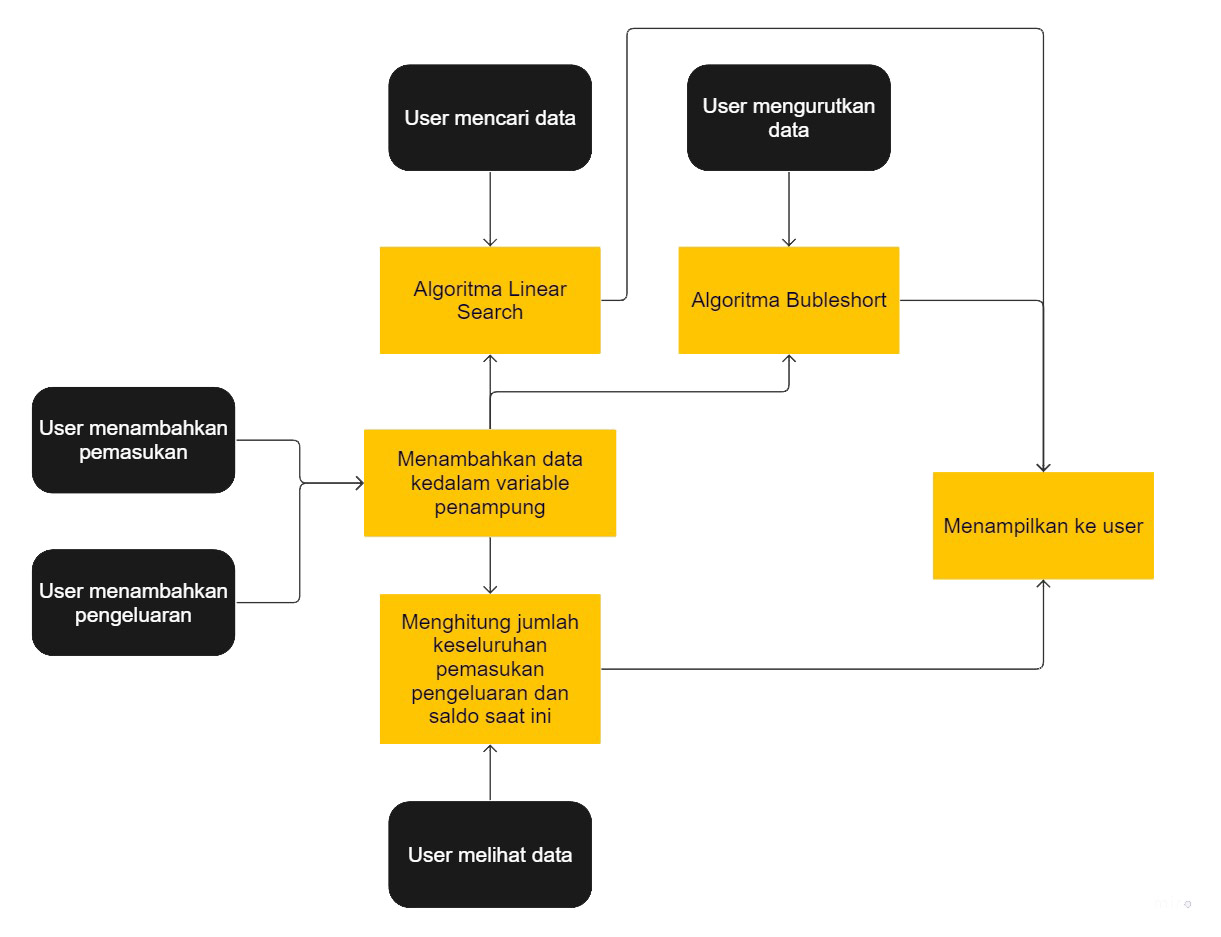 User mencari data
User mengurutkan
data
Algoritma Linear
Search
Algoritma Bubleshort
User menambahkan
pemasukan
Menambahkan data
kedalam variable
penampung
Menampilkan ke user
User menambahkan
pengeluaran
Menghitung jumlah
keseluruhan
pemasukan
pengeluaran dan
saldo saat ini
User melihat data